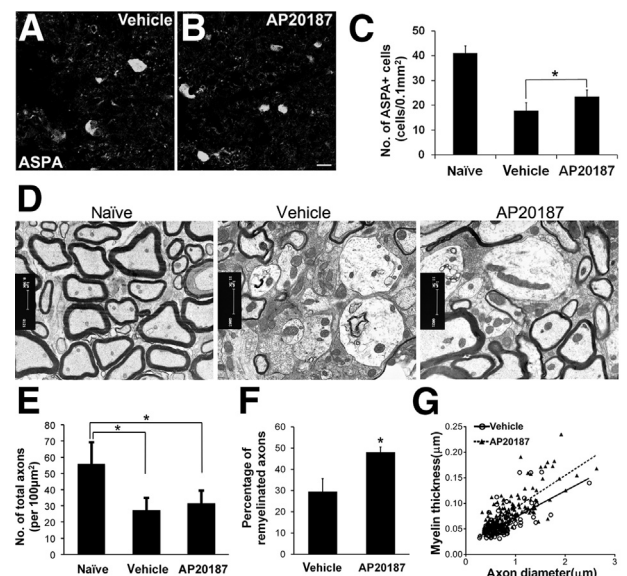 A Vehicle
B AP20187
ASPA
C
No. of ASPA+ cells
(cells/0.1mm²)
50
40
30
20
10
0
*
Naïve Vehicle AP20187
D
Naïve Vehicle AP20187
E
No. of total axons
(per 100µm²)
80
70
60
50
40
30
20
10
0
*
*
Naïve Vehicle AP20187
F
Percentage of
remyelinated axons
60
50
40
30
20
10
0
*
Vehicle AP20187
G
Vehicle
AP20187
Myelin thickness(µm)
0.25
0.20
0.15
0.10
0.05
0.00
0 1 2 3
Axon diameter(µm)